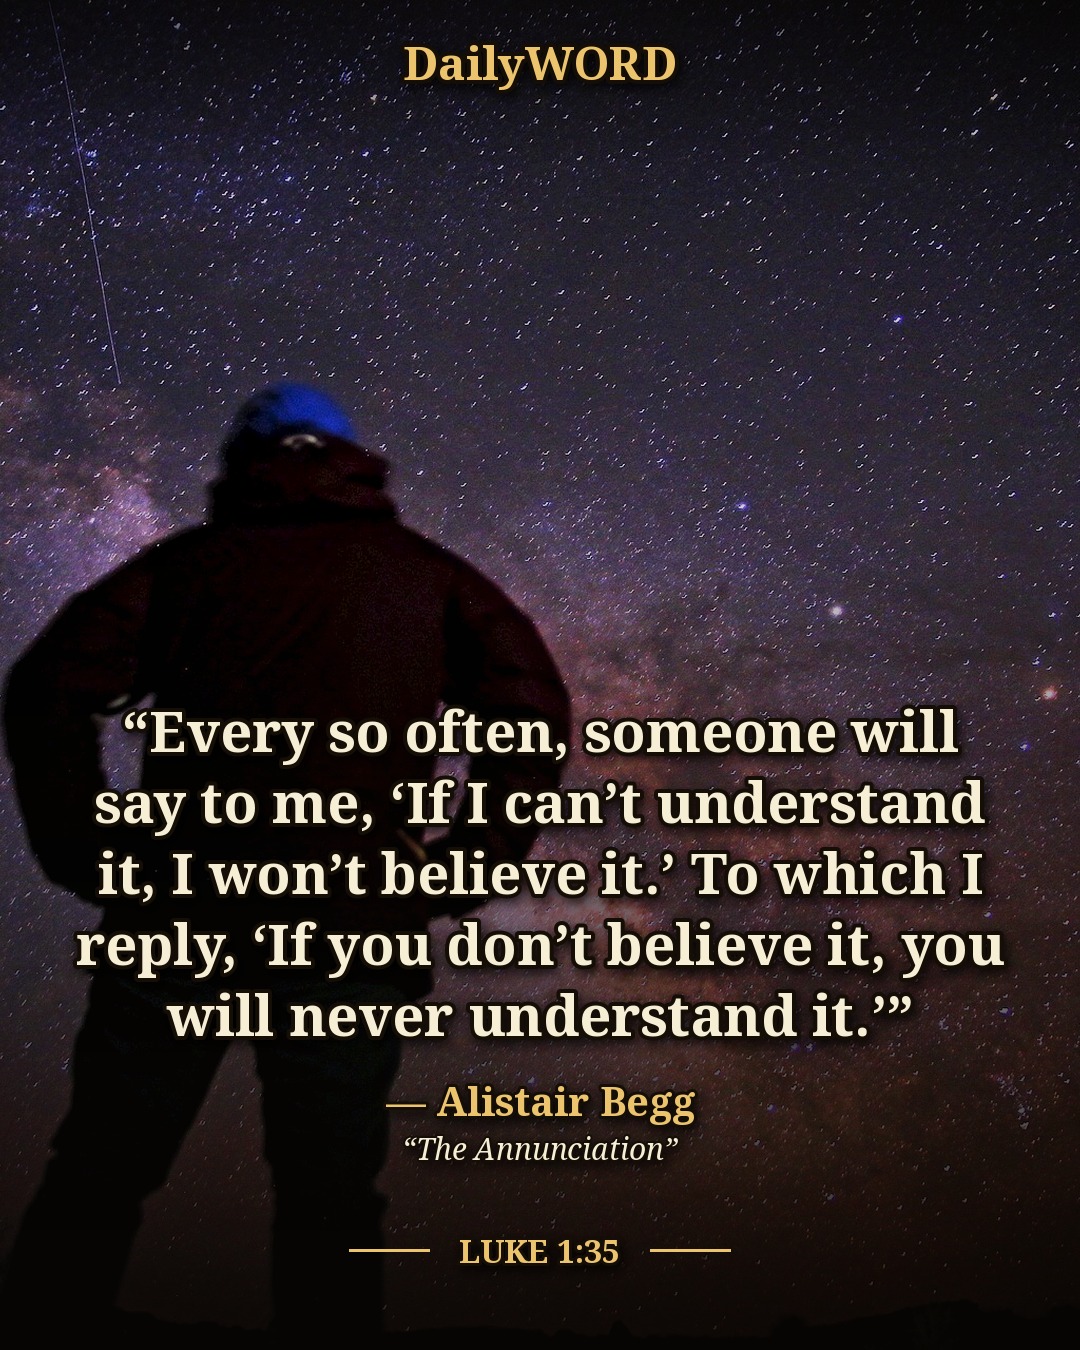 DailyWORD
“Every so often, someone will
say to me, ‘If I can’t understand
it, I won’t believe it.’ To which I
reply, ‘If you don’t believe it, you
will never understand it.’”
— Alistair Begg
“The Annunciation”
LUKE 1:35